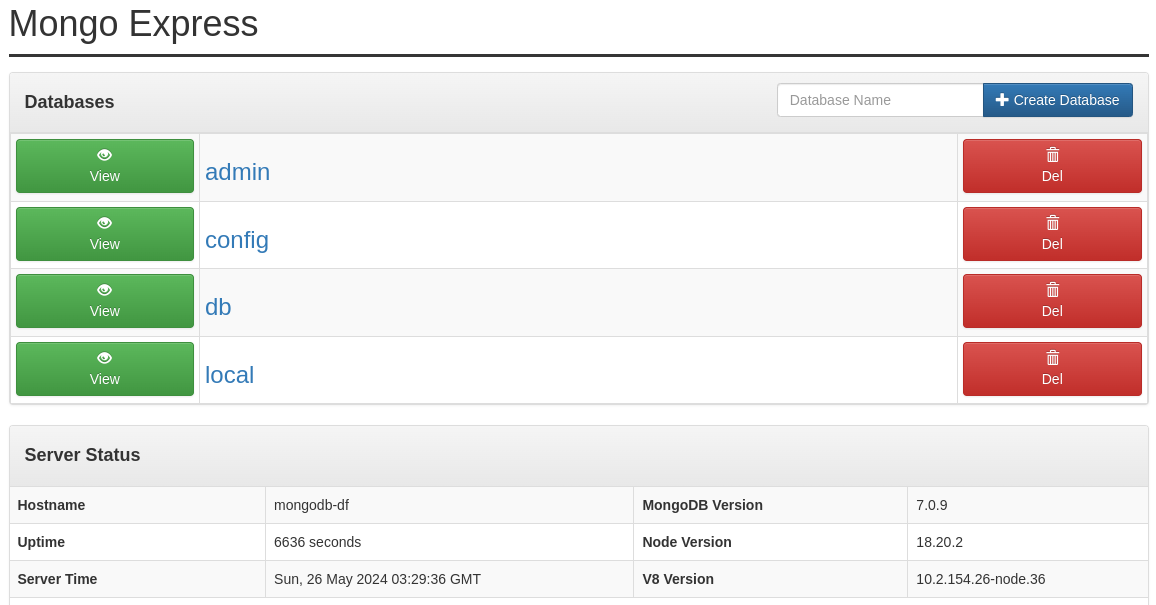 Mongo Express
Databases
Database Name
Create Database
View
admin
Del
View
config
Del
View
db
Del
View
local
Del
Server Status
Hostname mongodb-df MongoDB Version 7.0.9
Uptime 6636 seconds Node Version 18.20.2
Server Time Sun, 26 May 2024 03:29:36 GMT V8 Version 10.2.154.26-node.36